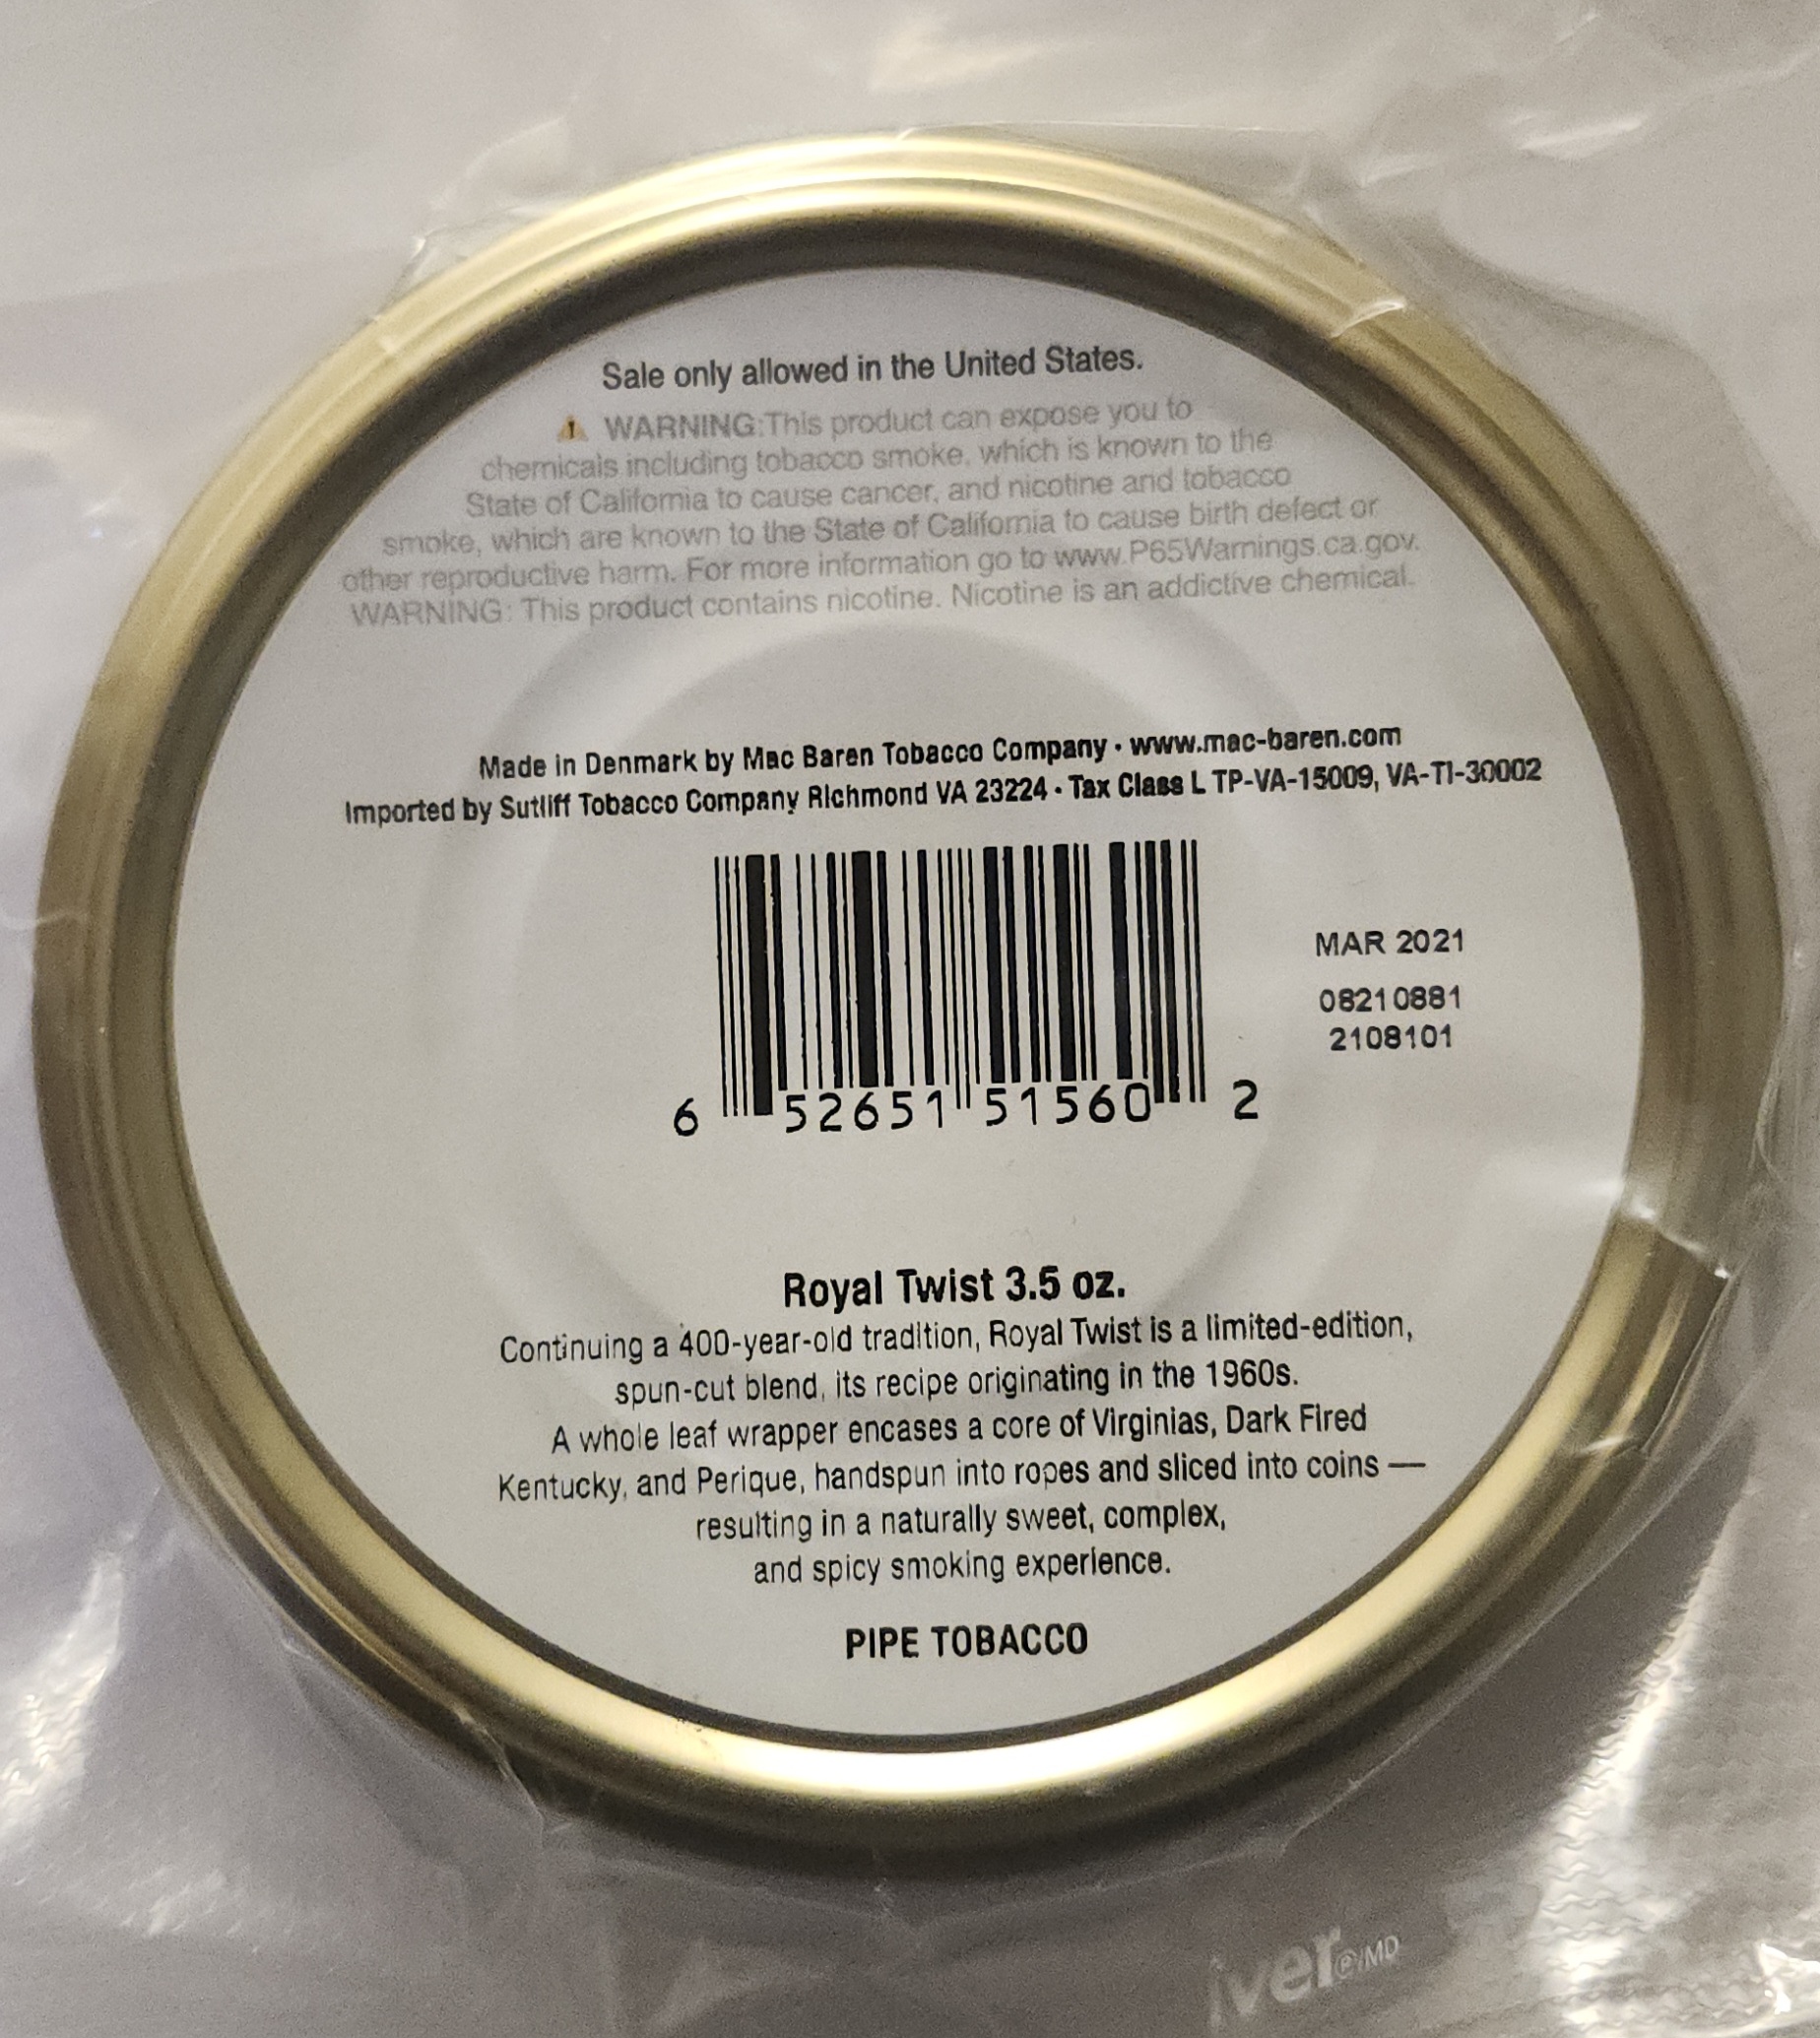 Sale only allowed in the United States.
⚠ WARNING:This product can expose you to
chemicals including tobacco smoke, which is known to the
State of California to cause cancer, and nicotine and tobacco
smoke, which are known to the State of California to cause birth defect or
other reproductive harm. For more information go to www.P65Warnings.ca.gov.
WARNING: This product contains nicotine. Nicotine is an addictive chemical.
Made in Denmark by Mac Baren Tobacco Company · www.mac-baren.com
Imported by Sutliff Tobacco Company Richmond VA 23224 · Tax Class L TP-VA-15009, VA-TI-30002
MAR 2021
08210881
2108101
6 52651 51560 2
Royal Twist 3.5 oz.
Continuing a 400-year-old tradition, Royal Twist is a limited-edition,
spun-cut blend, its recipe originating in the 1960s.
A whole leaf wrapper encases a core of Virginias, Dark Fired
Kentucky, and Perique, handspun into ropes and sliced into coins —
resulting in a naturally sweet, complex,
and spicy smoking experience.
PIPE TOBACCO
iver®/MD